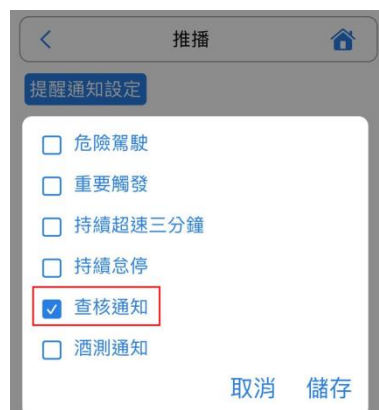 推播
提醒通知設定
危險駕駛
重要觸發
持續超速三分鐘
持續怠停
查核通知
酒測通知
取消 儲存